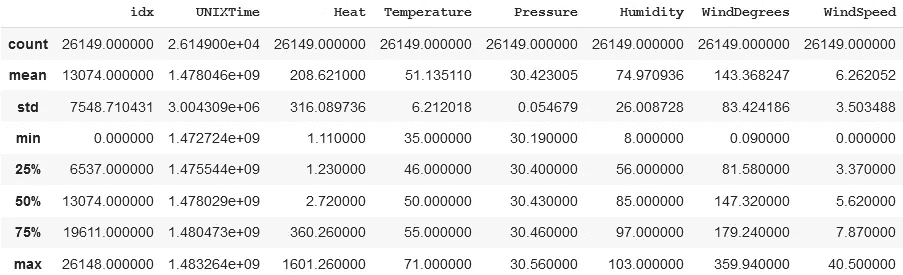 idx UNIXTime Heat Temperature Pressure Humidity WindDegrees WindSpeed
count 26149.000000 2.614900e+04 26149.000000 26149.000000 26149.000000 26149.000000 26149.000000 26149.000000
mean 13074.000000 1.478046e+09 208.621000 51.135110 30.423005 74.970936 143.368247 6.262052
std 7548.710431 3.004309e+06 316.089736 6.212018 0.054679 26.008728 83.424186 3.503488
min 0.000000 1.472724e+09 1.110000 35.000000 30.190000 8.000000 0.090000 0.000000
25% 6537.000000 1.475544e+09 1.230000 46.000000 30.400000 56.000000 81.580000 3.370000
50% 13074.000000 1.478029e+09 2.720000 50.000000 30.430000 85.000000 147.320000 5.620000
75% 19611.000000 1.480473e+09 360.260000 55.000000 30.460000 97.000000 179.240000 7.870000
max 26148.000000 1.483264e+09 1601.260000 71.000000 30.560000 103.000000 359.940000 40.500000